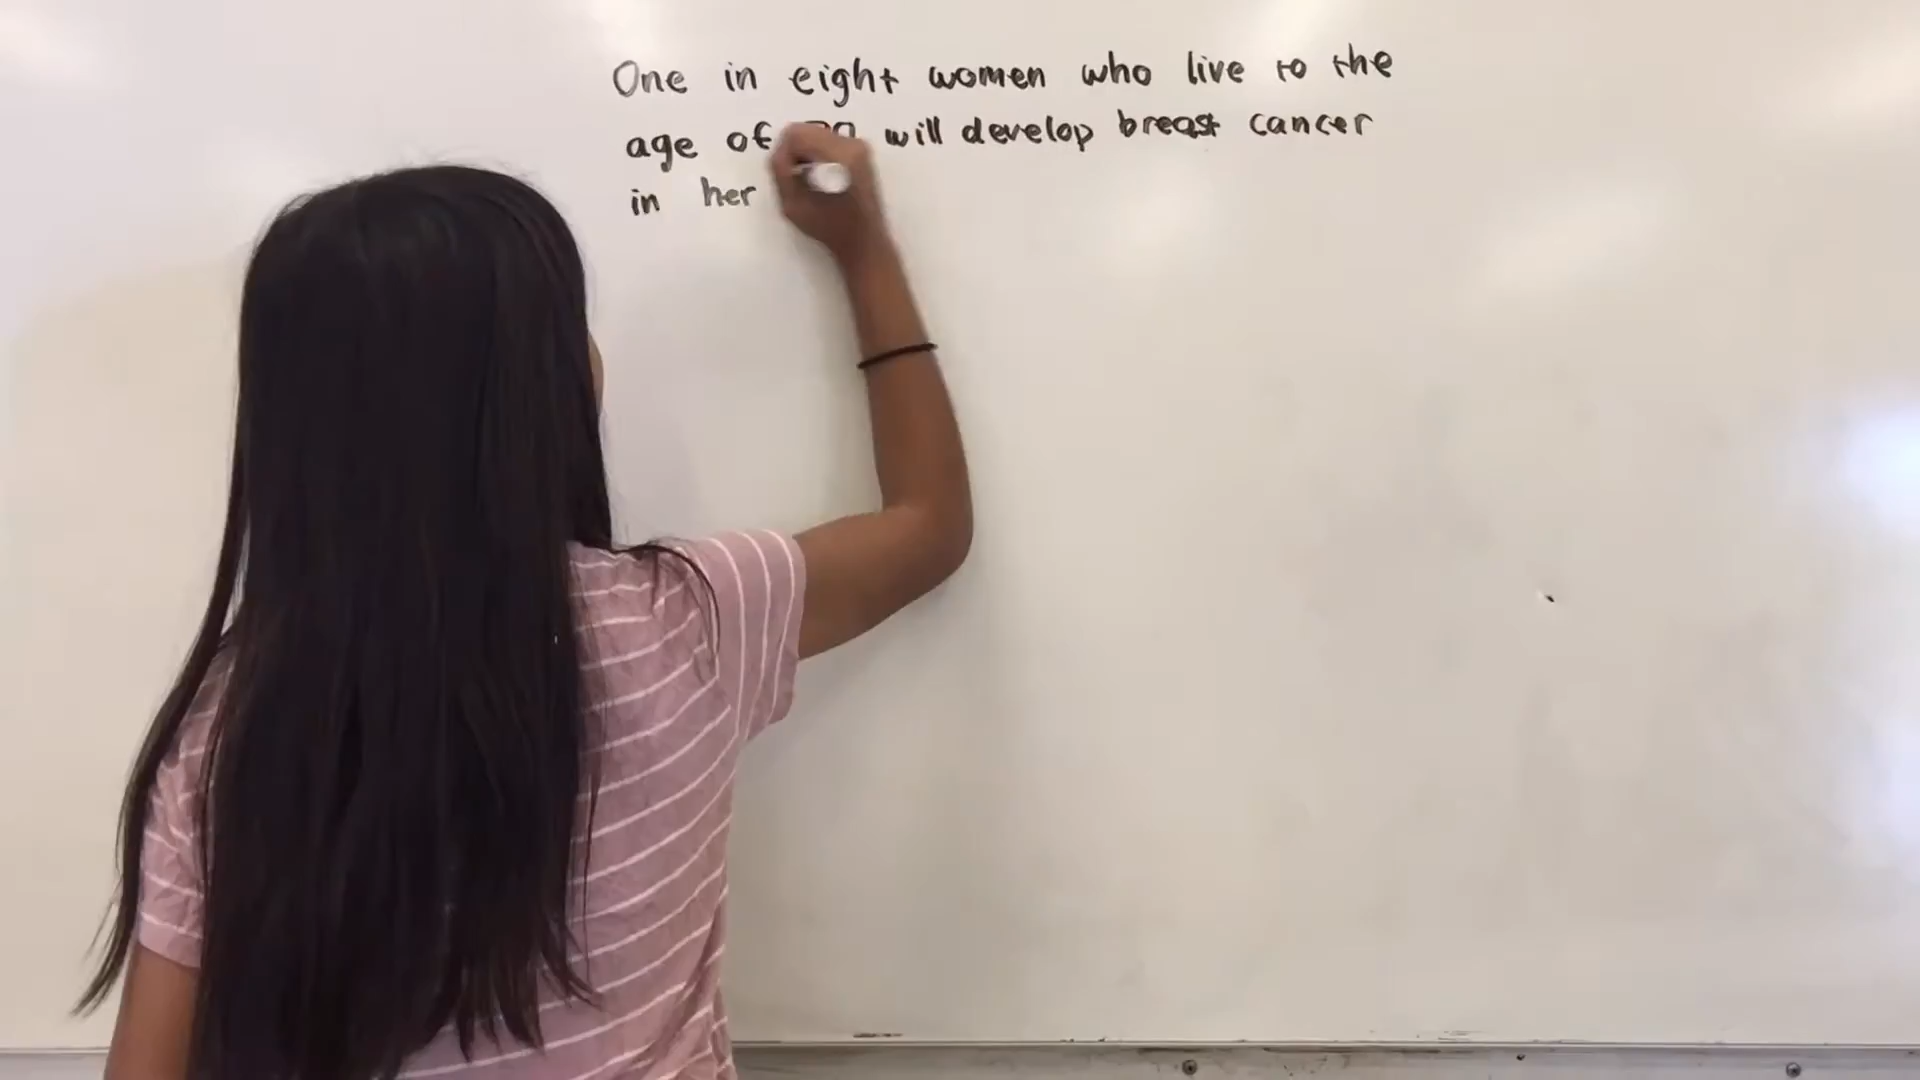 One in eight women who live to the
age of will develop breast cancer
in her